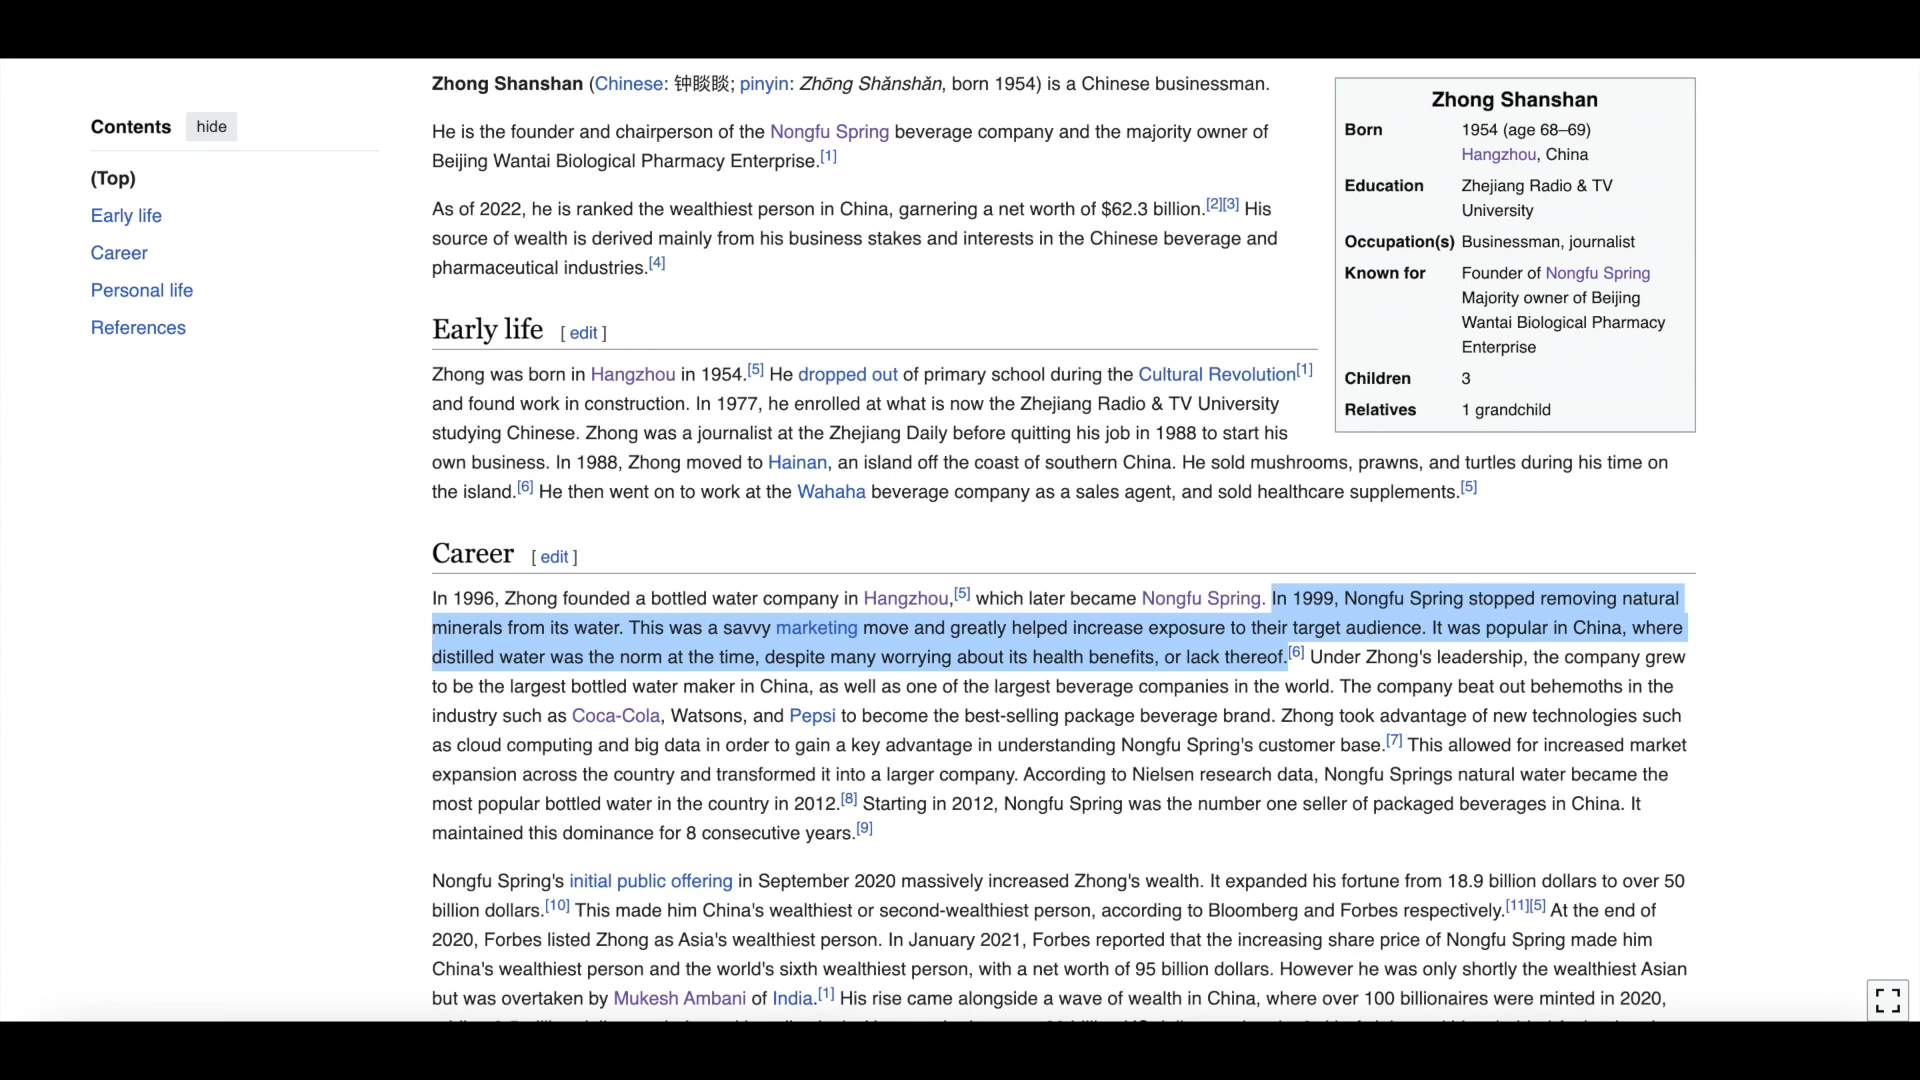 Contents hide
(Top)
Early life
Career
Personal life
References
Zhong Shanshan (Chinese: 钟睒睒; pinyin: Zhōng Shǎnshǎn, born 1954) is a Chinese businessman.
He is the founder and chairperson of the Nongfu Spring beverage company and the majority owner of
Beijing Wantai Biological Pharmacy Enterprise.[1]
As of 2022, he is ranked the wealthiest person in China, garnering a net worth of $62.3 billion.[2][3] His
source of wealth is derived mainly from his business stakes and interests in the Chinese beverage and
pharmaceutical industries.[4]
Zhong Shanshan
Born 1954 (age 68–69)
Hangzhou, China
Education Zhejiang Radio & TV
University
Occupation(s) Businessman, journalist
Known for Founder of Nongfu Spring
Majority owner of Beijing
Wantai Biological Pharmacy
Enterprise
Children 3
Relatives 1 grandchild
Early life [ edit ]
Zhong was born in Hangzhou in 1954.[5] He dropped out of primary school during the Cultural Revolution[1]
and found work in construction. In 1977, he enrolled at what is now the Zhejiang Radio & TV University
studying Chinese. Zhong was a journalist at the Zhejiang Daily before quitting his job in 1988 to start his
own business. In 1988, Zhong moved to Hainan, an island off the coast of southern China. He sold mushrooms, prawns, and turtles during his time on
the island.[6] He then went on to work at the Wahaha beverage company as a sales agent, and sold healthcare supplements.[5]
Career [ edit ]
In 1996, Zhong founded a bottled water company in Hangzhou,[5] which later became Nongfu Spring. In 1999, Nongfu Spring stopped removing natural
minerals from its water. This was a savvy marketing move and greatly helped increase exposure to their target audience. It was popular in China, where
distilled water was the norm at the time, despite many worrying about its health benefits, or lack thereof.[6] Under Zhong's leadership, the company grew
to be the largest bottled water maker in China, as well as one of the largest beverage companies in the world. The company beat out behemoths in the
industry such as Coca-Cola, Watsons, and Pepsi to become the best-selling package beverage brand. Zhong took advantage of new technologies such
as cloud computing and big data in order to gain a key advantage in understanding Nongfu Spring's customer base.[7] This allowed for increased market
expansion across the country and transformed it into a larger company. According to Nielsen research data, Nongfu Springs natural water became the
most popular bottled water in the country in 2012.[8] Starting in 2012, Nongfu Spring was the number one seller of packaged beverages in China. It
maintained this dominance for 8 consecutive years.[9]
Nongfu Spring's initial public offering in September 2020 massively increased Zhong's wealth. It expanded his fortune from 18.9 billion dollars to over 50
billion dollars.[10] This made him China's wealthiest or second-wealthiest person, according to Bloomberg and Forbes respectively.[11][5] At the end of
2020, Forbes listed Zhong as Asia's wealthiest person. In January 2021, Forbes reported that the increasing share price of Nongfu Spring made him
China's wealthiest person and the world's sixth wealthiest person, with a net worth of 95 billion dollars. However he was only shortly the wealthiest Asian
but was overtaken by Mukesh Ambani of India.[1] His rise came alongside a wave of wealth in China, where over 100 billionaires were minted in 2020,